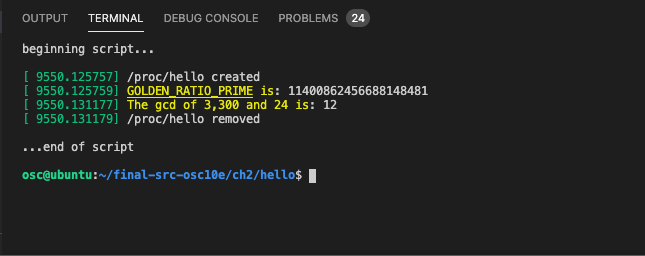 OUTPUT TERMINAL DEBUG CONSOLE PROBLEMS 24
beginning script...
[ 9550.125757] /proc/hello created
[ 9550.125759] GOLDEN_RATIO_PRIME is: 11400862456688148481
[ 9550.131177] The gcd of 3,300 and 24 is: 12
[ 9550.131179] /proc/hello removed
...end of script
osc@ubuntu:~/final-src-osc10e/ch2/hello$